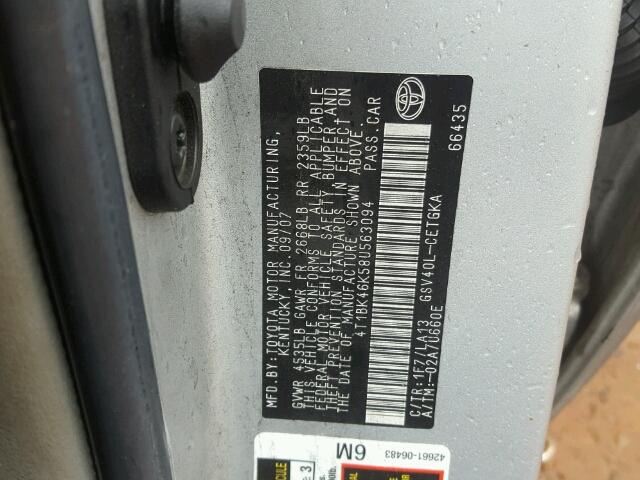 MFD.BY:TOYOTA MOTOR MANUFACTURING,
KENTUCKY, INC.09/07
GVWR 4535LB GAWR FR 2668LB RR 2359LB
THIS VEHICLE CONFORMS TO ALL APPLICABLE
FEDERAL MOTOR VEHICLE SAFETY, BUMPER,AND
THEFT PREVENTION STANDARDS IN EFFECT ON
THE DATE OF MANUFACTURE SHOWN ABOVE.
4T1BK46K58U563094 PASS.CAR
C/TR:1F7/LA13 GSV40L-CETGKA
A/TM:-02A/U660E 66435
6M
42661-06483